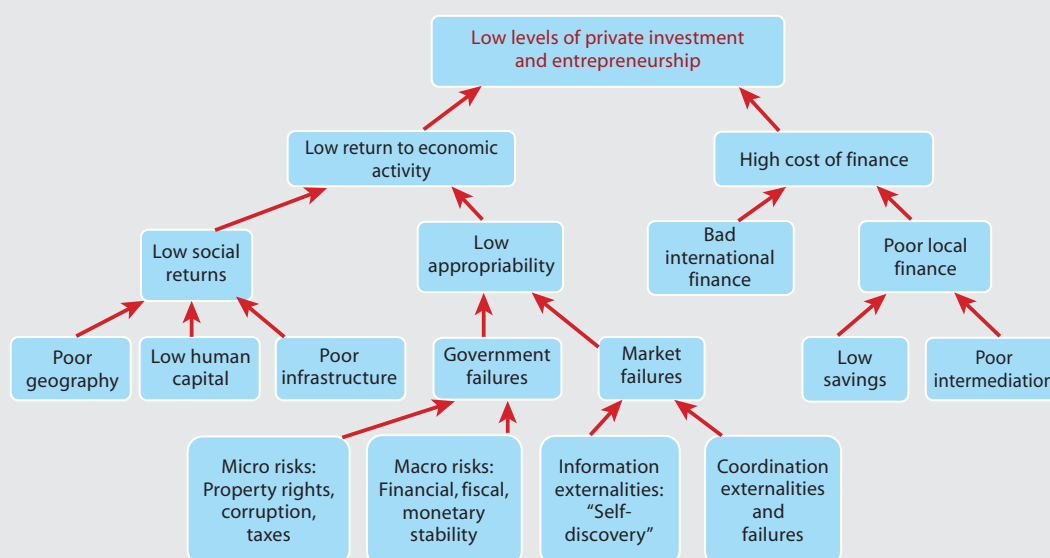 Low levels of private investment
and entrepreneurship
Low return to economic
activity
High cost of finance
Low social
returns
Low
appropriability
Bad
international
finance
Poor local
finance
Poor
geography
Low human
capital
Poor
infrastructure
Government
failures
Market
failures
Low
savings
Poor
intermediation
Micro risks:
Property rights,
corruption,
taxes
Macro risks:
Financial, fiscal,
monetary
stability
Information
externalities:
“Self-
discovery”
Coordination
externalities
and
failures